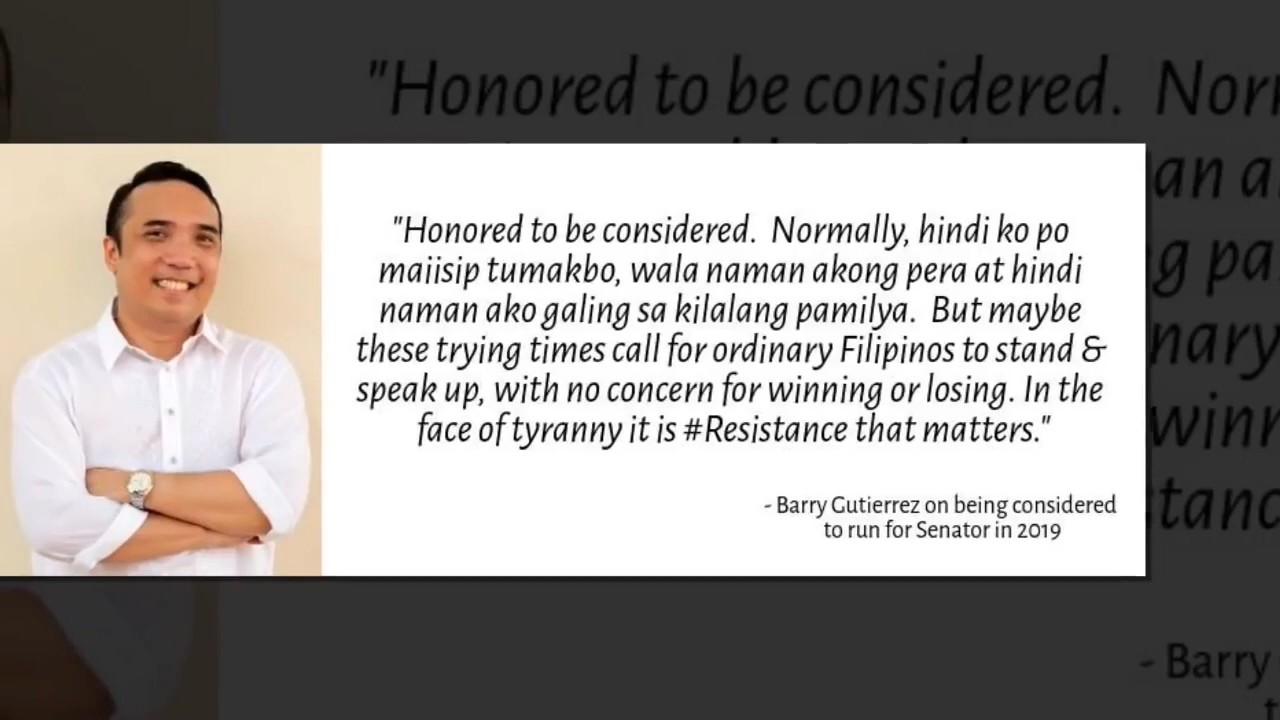 "Honored to be considered. Nor
an a
"Honored to be considered. Normally, hindi ko po
maiisip tumakbo, wala naman akong pera at hindi
naman ako galing sa kilalang pamilya. But maybe
these trying times call for ordinary Filipinos to stand &
speak up, with no concern for winning or losing. In the
face of tyranny it is #Resistance that matters."
- Barry Gutierrez on being considered
to run for Senator in 2019
g pa
nary
winn
stanc
- Barry